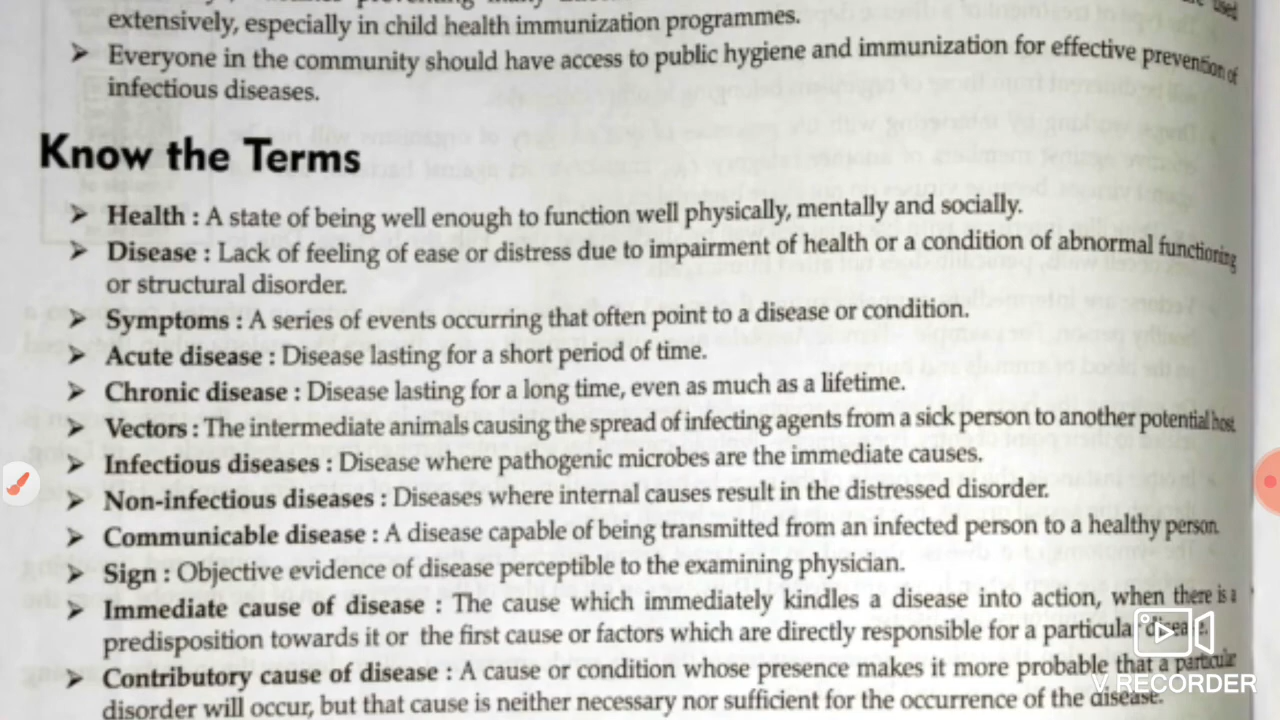 extensively, especially in child health immunization programmes.
➤ Everyone in the community should have access to public hygiene and immunization for effective prevention of
infectious diseases.
Know the Terms
➤ Health : A state of being well enough to function well physically, mentally and socially.
➤ Disease : Lack of feeling of ease or distress due to impairment of health or a condition of abnormal functioning
or structural disorder.
➤ Symptoms : A series of events occurring that often point to a disease or condition.
➤ Acute disease : Disease lasting for a short period of time.
➤ Chronic disease : Disease lasting for a long time, even as much as a lifetime.
➤ Vectors : The intermediate animals causing the spread of infecting agents from a sick person to another potential host.
➤ Infectious diseases : Disease where pathogenic microbes are the immediate causes.
➤ Non-infectious diseases : Diseases where internal causes result in the distressed disorder.
➤ Communicable disease : A disease capable of being transmitted from an infected person to a healthy person.
➤ Sign : Objective evidence of disease perceptible to the examining physician.
➤ Immediate cause of disease : The cause which immediately kindles a disease into action, when there is a
predisposition towards it or the first cause or factors which are directly responsible for a particular disease.
➤ Contributory cause of disease : A cause or condition whose presence makes it more probable that a particular
disorder will occur, but that cause is neither necessary nor sufficient for the occurrence of the disease.
V RECORDER